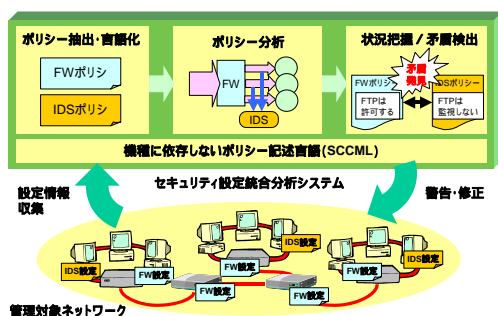 ポリシー抽出・言語化
ポリシー分析
状況把握 / 矛盾検出
FWポリシ
IDSポリシ
FW
IDS
FWポリシ
矛盾
発見
IDSポリシー
FTPは
許可する
FTPは
監視しない
機種に依存しないポリシー記述言語(SCCML)
設定情報
収集
セキュリティ設定統合分析システム
警告・修正
IDS設定
FW設定
FW設定
IDS設定
FW設定
FW設定
IDS設定
管理対象ネットワーク